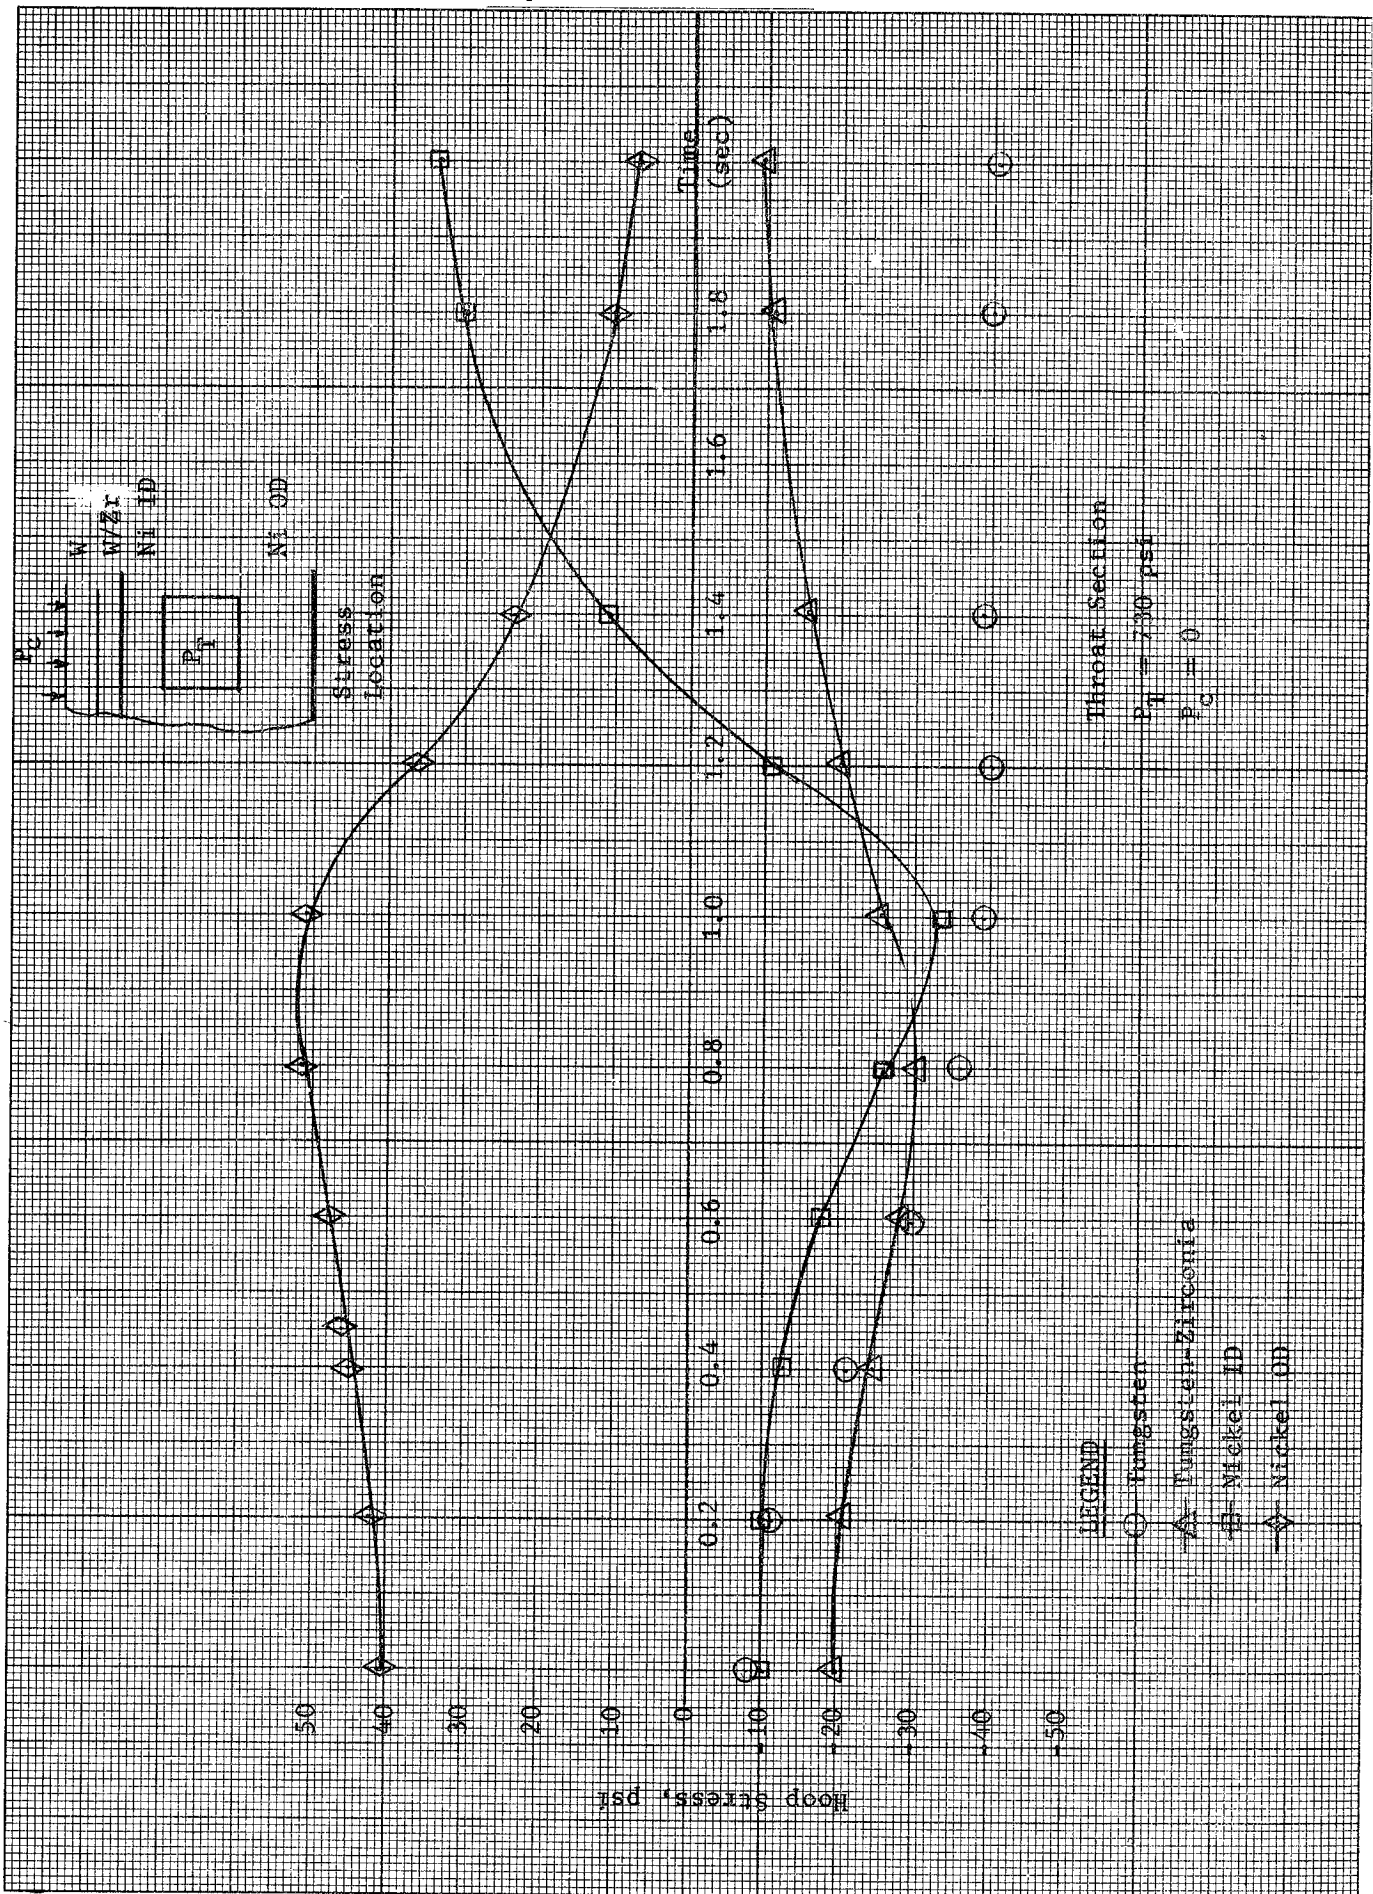 P_C
W
W/Zr
Ni ID
P_T
Ni OD
Stress
Location
50
40
30
20
10
0
-10
-20
-30
-40
-50
Hoop Stress, psi
0.2
0.4
0.6
0.8
1.0
1.2
1.4
1.6
1.8
Time
(sec)
Throat Section
P_T = 730 psi
P_C = 0
LEGEND
Tungsten
Tungsten-Zirconia
Nickel ID
Nickel OD